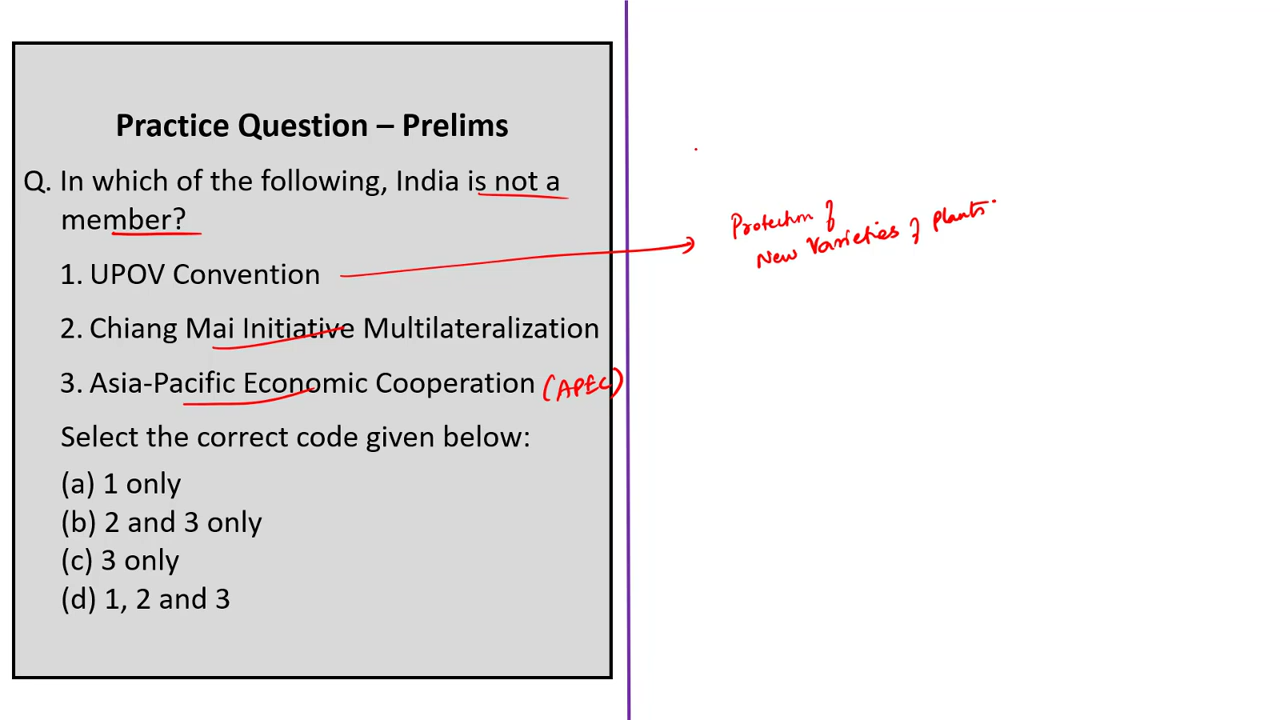 Practice Question – Prelims
Q. In which of the following, India is not a
member?
1. UPOV Convention
2. Chiang Mai Initiative Multilateralization
3. Asia-Pacific Economic Cooperation (APEC)
Select the correct code given below:
(a) 1 only
(b) 2 and 3 only
(c) 3 only
(d) 1, 2 and 3
Protection of
New Varieties of Plants.